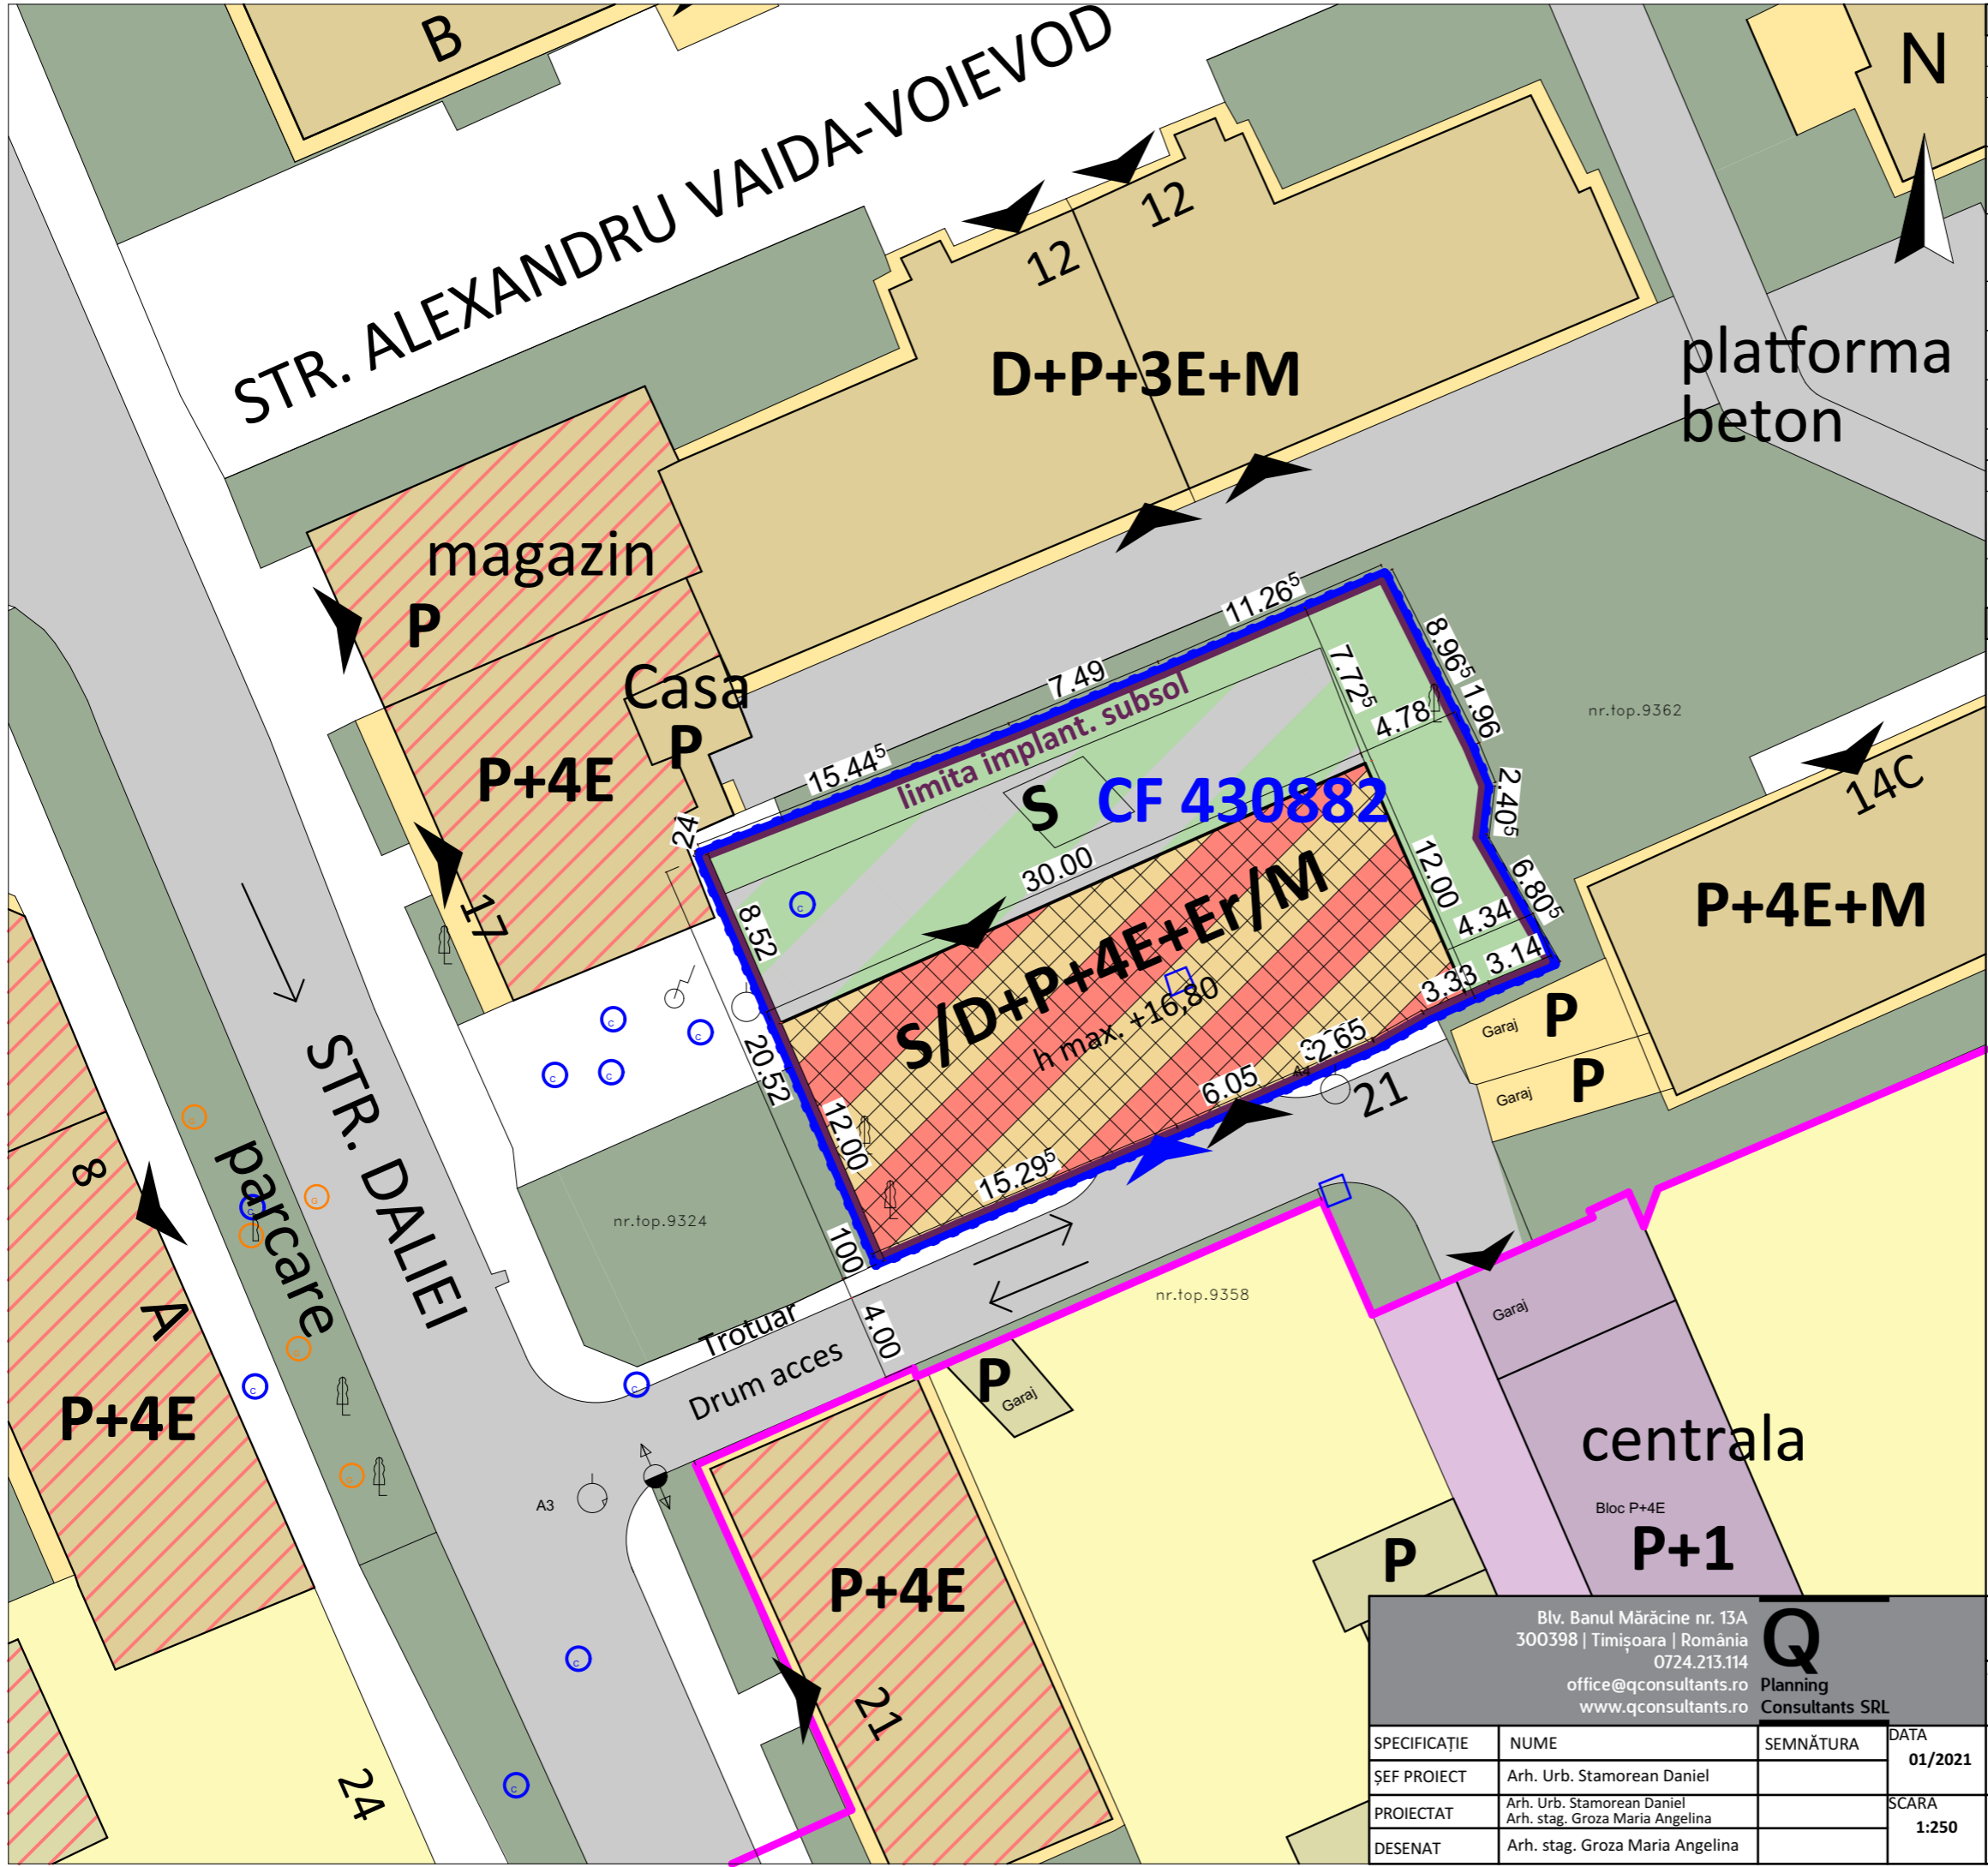 B
STR. ALEXANDRU VAIDA-VOIEVOD
N
12
12
D+P+3E+M
platforma
beton
magazin
P
Casa
P
P+4E
17
24
15.44⁵
7.49
11.26⁵
limita implant. subsol
7.72⁵
8.96⁵
4.78
1.96
2.40⁵
nr.top.9362
S
CF 430882
14C
30.00
12.00
6.80⁵
4.34
3.14
3.33
P+4E+M
8.52
S/D+P+4E+Er/M
h max. +16,80
2.65
20.52
12.00
6.05
A4
21
15.29⁵
100
Garaj
P
Garaj
P
STR. DALIEI
parcare
8
A
P+4E
nr.top.9324
nr.top.9358
4.00
Trotuar
Drum acces
P
Garaj
Garaj
centrala
Bloc P+4E
P+1
A3
P+4E
P
21
24
Blv. Banul Mărăcine nr. 13A
300398 | Timișoara | România
0724.213.114
office@qconsultants.ro
www.qconsultants.ro
Q
Planning
Consultants SRL
SPECIFICAȚIE NUME SEMNĂTURA DATA
01/2021
ȘEF PROIECT Arh. Urb. Stamorean Daniel
PROIECTAT Arh. Urb. Stamorean Daniel
Arh. stag. Groza Maria Angelina
SCARA
1:250
DESENAT Arh. stag. Groza Maria Angelina